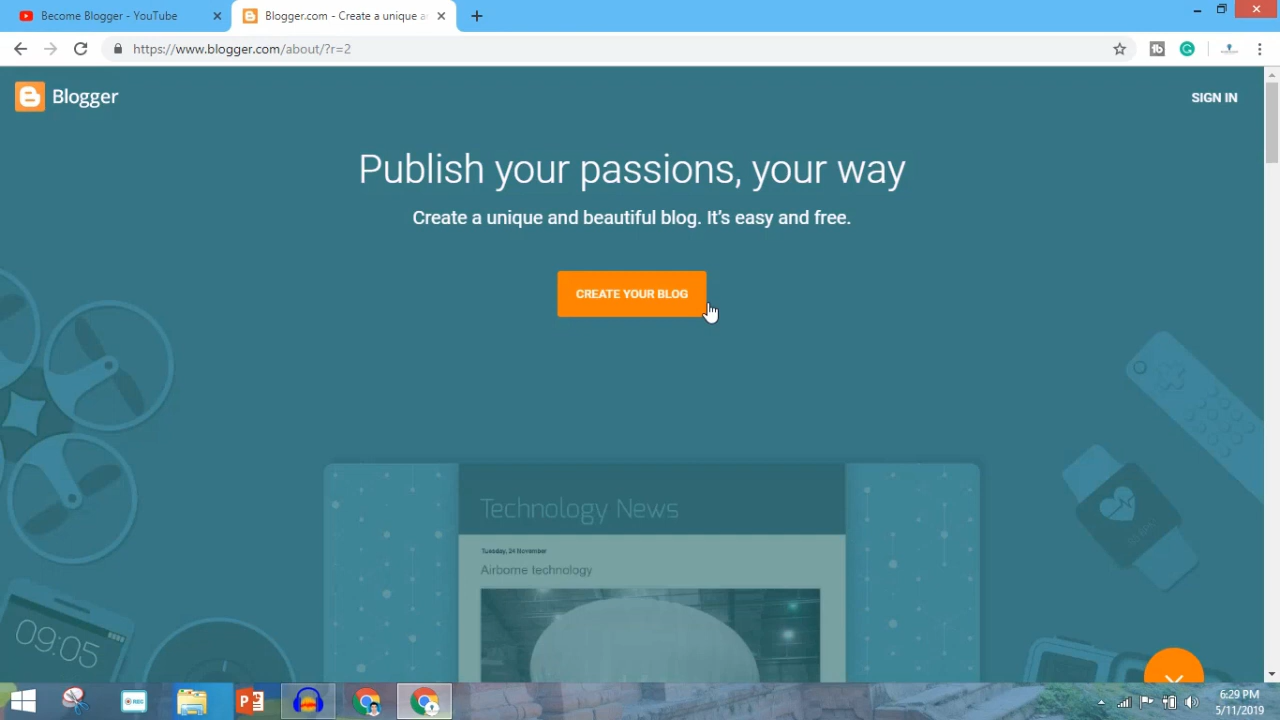 Become Blogger - YouTube
Blogger.com - Create a unique a
https://www.blogger.com/about/?r=2
Blogger
SIGN IN
Publish your passions, your way
Create a unique and beautiful blog. It's easy and free.
CREATE YOUR BLOG
Technology News
Tuesday, 24 November
Airborne technology
09:05
6:29 PM
5/11/2019